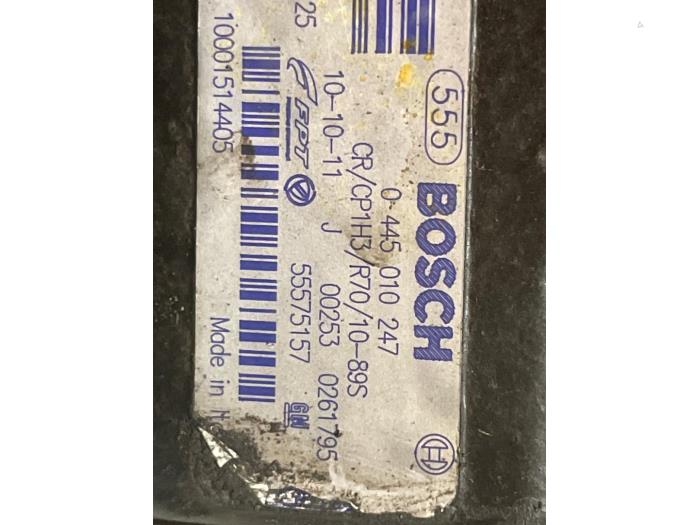 555
BOSCH
0 445 010 247
CR/CP1H3/R70/10-89S
10-10-11 J 00253 0261795
25 FPT 55575157 GM
10001514405 Made in